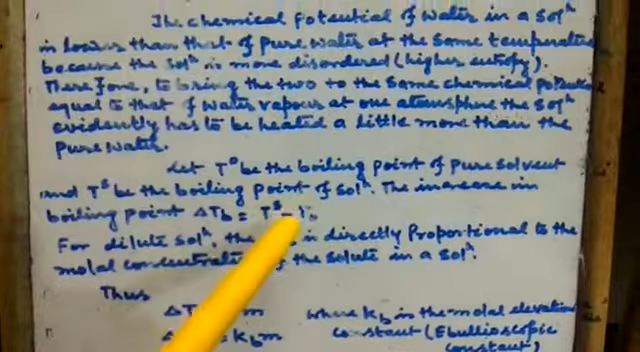 The chemical potential of water in a solⁿ
is lower than that of pure water at the same temperature
because the solⁿ is more disordered (higher entropy).
Therefore, to bring the two to the same chemical
equal to that of water vapour at one atmosphere the solⁿ
evidently has to be heated a little more than the
pure water.
Let T° be the boiling point of pure solvent
and Tˢ be the boiling point of solⁿ. The increase in
boiling point ΔTb = Tˢ -
For dilute solⁿ, the is directly proportional to the
molal concentration of the solute in a solⁿ.
Thus
m where kb is the molal elevation
kb m constant (Ebullioscopic
constant)